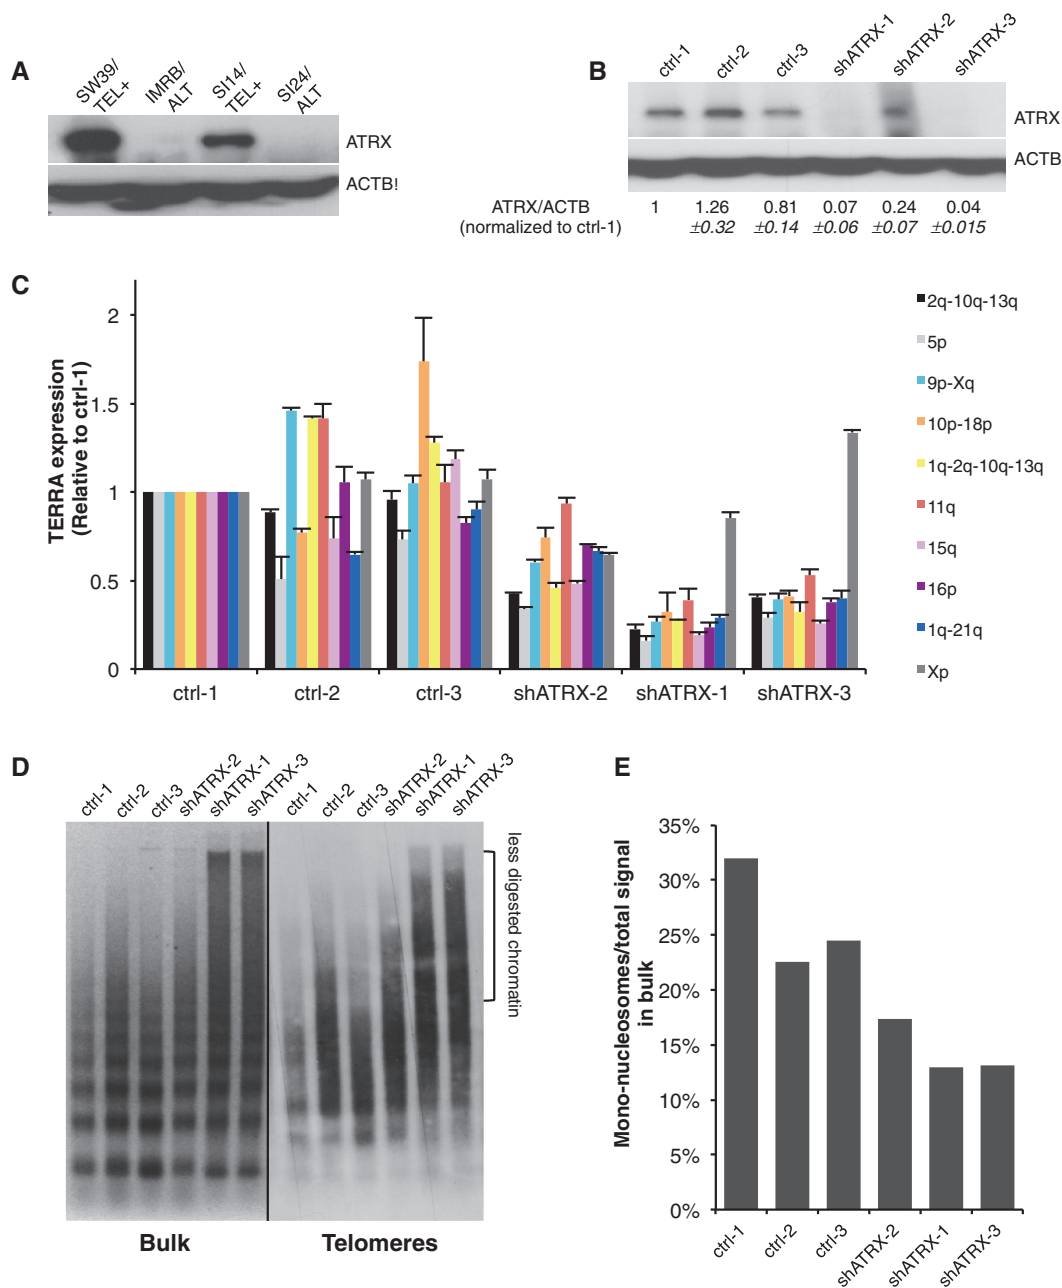 A
SW39/
TEL+
IMRB/
ALT
SI14/
TEL+
SI24/
ALT
ATRX
ACTB!
B
ctrl-1
ctrl-2
ctrl-3
shATRX-1
shATRX-2
shATRX-3
ATRX
ACTB
ATRX/ACTB
(normalized to ctrl-1)
1 1.26 0.81 0.07 0.24 0.04
±0.32 ±0.14 ±0.06 ±0.07 ±0.015
C
TERRA expression
(Relative to ctrl-1)
2
1.5
1
0.5
0
ctrl-1 ctrl-2 ctrl-3 shATRX-2 shATRX-1 shATRX-3
2q-10q-13q
5p
9p-Xq
10p-18p
1q-2q-10q-13q
11q
15q
16p
1q-21q
Xp
D
ctrl-1
ctrl-2
ctrl-3
shATRX-2
shATRX-1
shATRX-3
ctrl-1
ctrl-2
ctrl-3
shATRX-2
shATRX-1
shATRX-3
less digested chromatin
Bulk
Telomeres
E
Mono-nucleosomes/total signal
in bulk
35%
30%
25%
20%
15%
10%
5%
0%
ctrl-1
ctrl-2
ctrl-3
shATRX-2
shATRX-1
shATRX-3